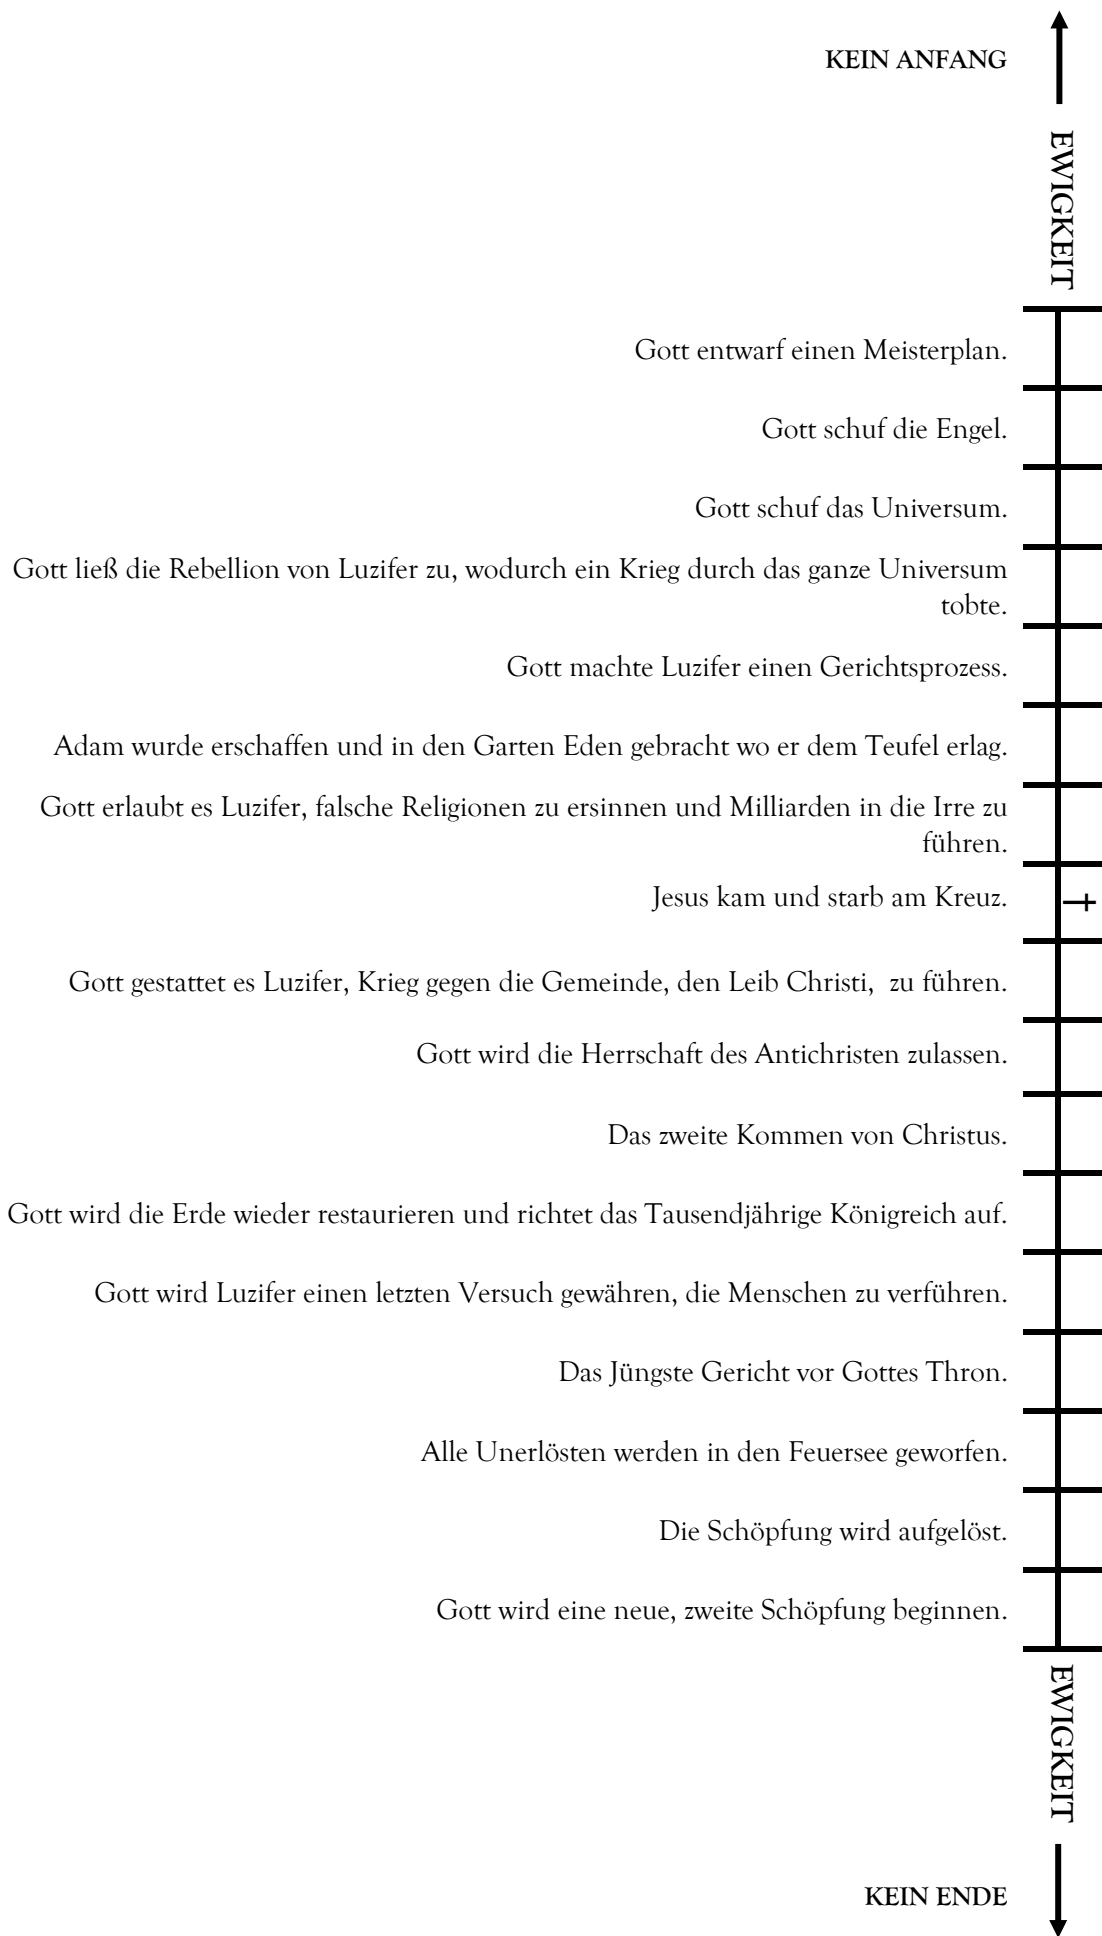 KEIN ANFANG
EWIGKEIT
Gott entwarf einen Meisterplan.
Gott schuf die Engel.
Gott schuf das Universum.
Gott ließ die Rebellion von Luzifer zu, wodurch ein Krieg durch das ganze Universum
tobte.
Gott machte Luzifer einen Gerichtsprozess.
Adam wurde erschaffen und in den Garten Eden gebracht wo er dem Teufel erlag.
Gott erlaubt es Luzifer, falsche Religionen zu ersinnen und Milliarden in die Irre zu
führen.
Jesus kam und starb am Kreuz.
Gott gestattet es Luzifer, Krieg gegen die Gemeinde, den Leib Christi, zu führen.
Gott wird die Herrschaft des Antichristen zulassen.
Das zweite Kommen von Christus.
Gott wird die Erde wieder restaurieren und richtet das Tausendjährige Königreich auf.
Gott wird Luzifer einen letzten Versuch gewähren, die Menschen zu verführen.
Das Jüngste Gericht vor Gottes Thron.
Alle Unerlösten werden in den Feuersee geworfen.
Die Schöpfung wird aufgelöst.
Gott wird eine neue, zweite Schöpfung beginnen.
EWIGKEIT
KEIN ENDE